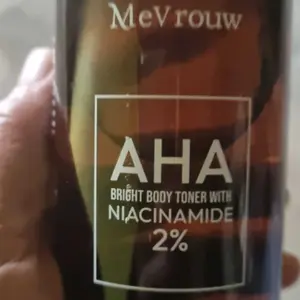 MeVrouw
AHA
BRIGHT BODY TONER WITH
NIACINAMIDE
2%